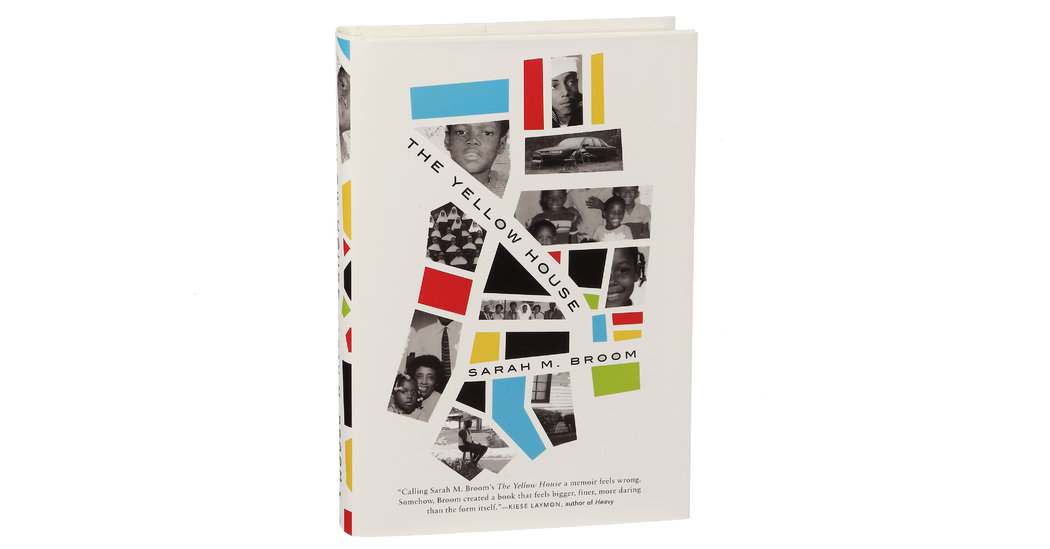 THE YELLOW HOUSE
SARAH M. BROOM
“Calling Sarah M. Broom’s The Yellow House a memoir feels wrong.
Somehow, Broom created a book that feels bigger, finer, more daring
than the form itself.”—KIESE LAYMON, author of Heavy